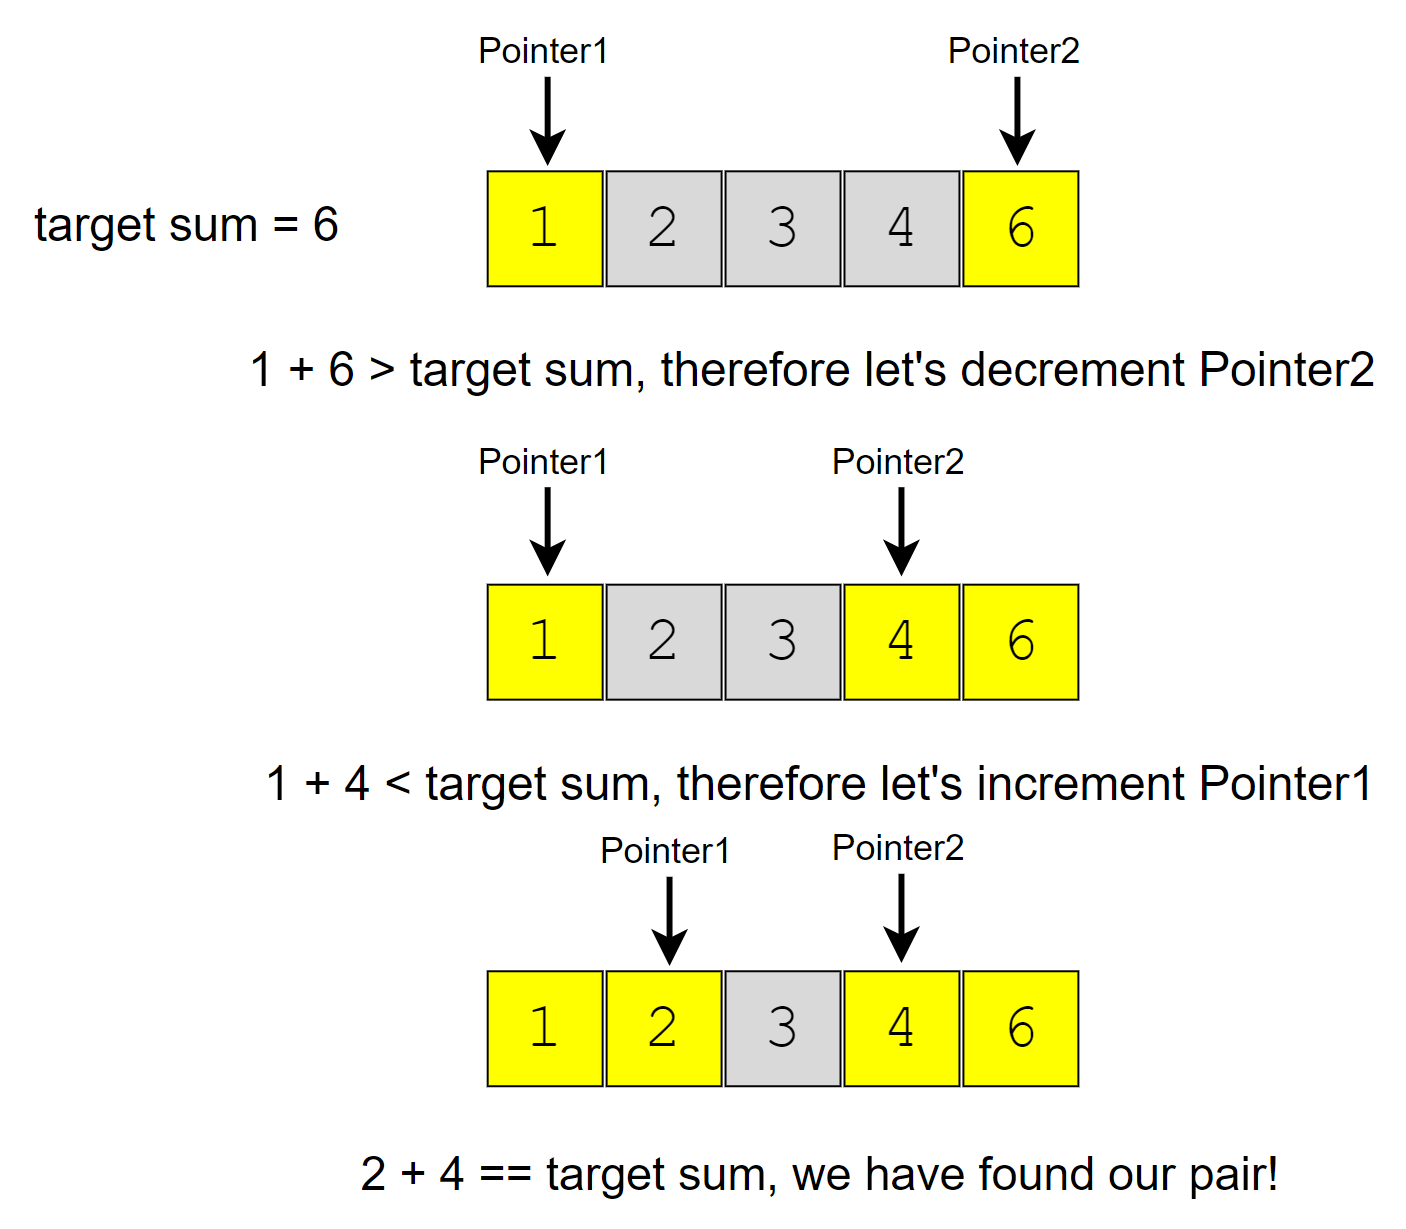 Pointer1 Pointer2
target sum = 6
1 2 3 4 6
1 + 6 > target sum, therefore let's decrement Pointer2
Pointer1 Pointer2
1 2 3 4 6
1 + 4 < target sum, therefore let's increment Pointer1
Pointer1 Pointer2
1 2 3 4 6
2 + 4 == target sum, we have found our pair!